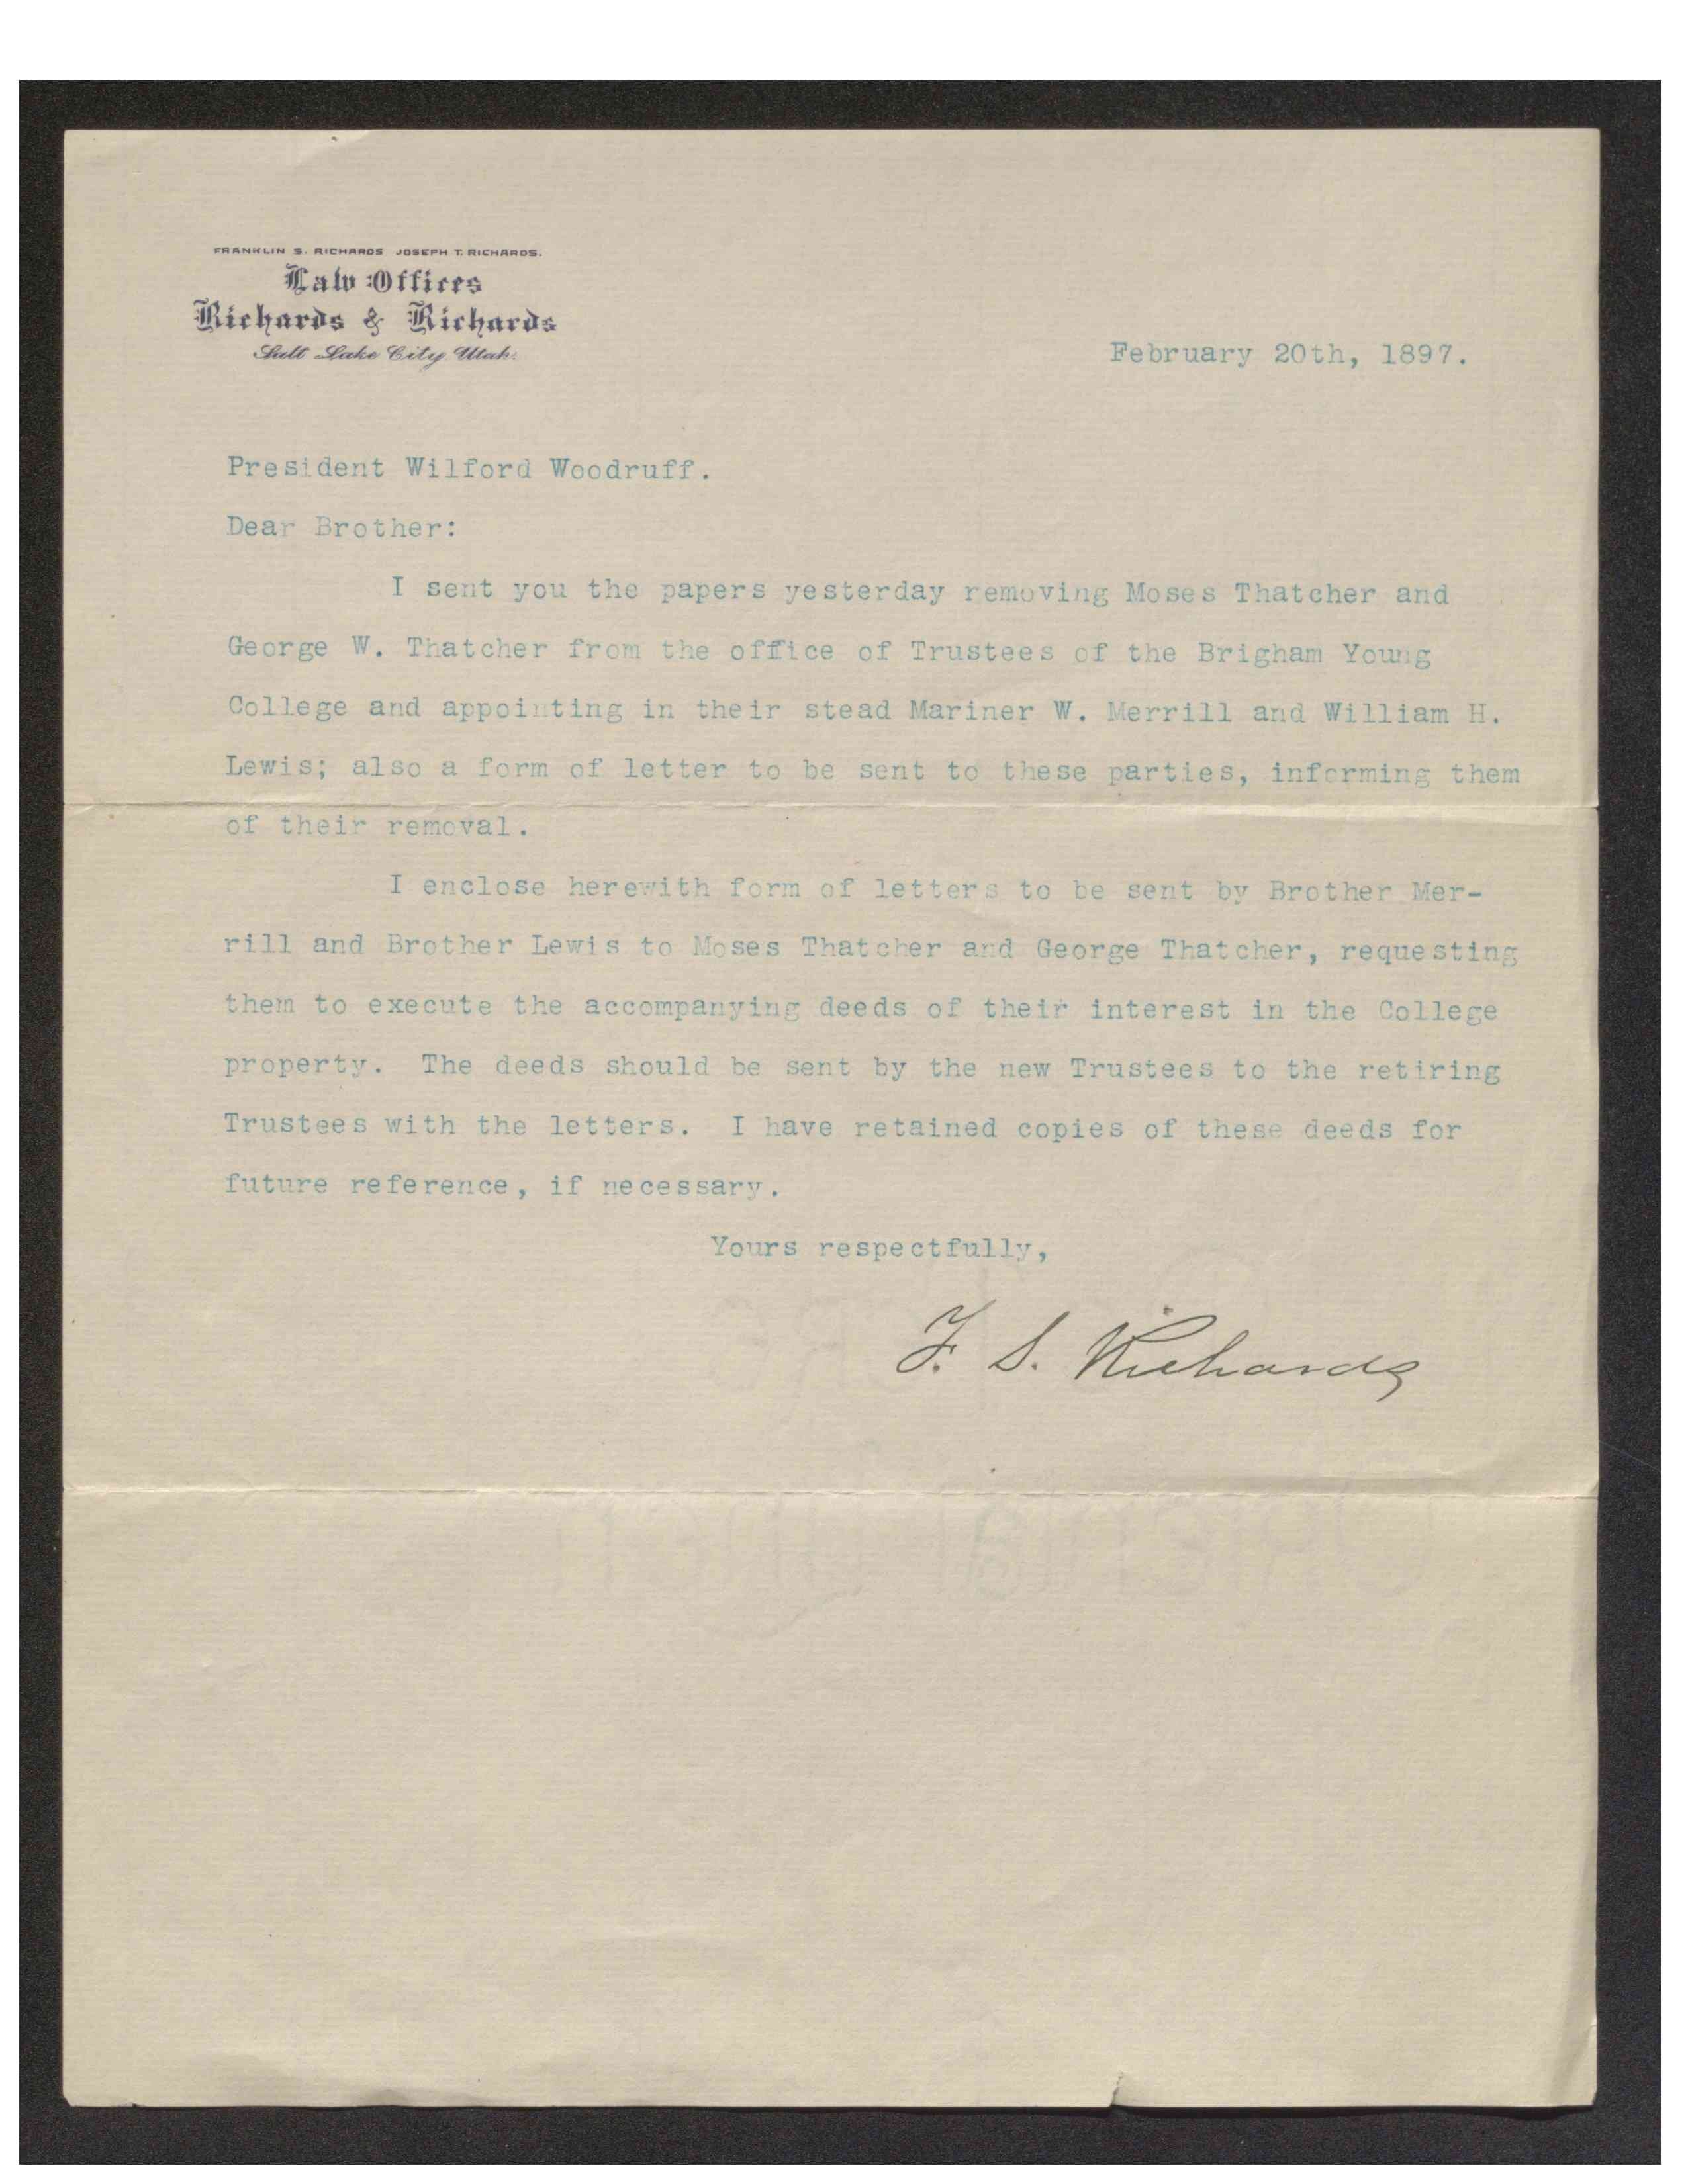 FRANKLIN S. RICHARDS JOSEPH T. RICHARDS.
Law Offices
Richards & Richards
Salt Lake City, Utah.
February 20th, 1897.
President Wilford Woodruff.
Dear Brother:
I sent you the papers yesterday removing Moses Thatcher and
George W. Thatcher from the office of Trustees of the Brigham Young
College and appointing in their stead Mariner W. Merrill and William H.
Lewis; also a form of letter to be sent to these parties, informing them
of their removal.
I enclose herewith form of letters to be sent by Brother Mer-
rill and Brother Lewis to Moses Thatcher and George Thatcher, requesting
them to execute the accompanying deeds of their interest in the College
property. The deeds should be sent by the new Trustees to the retiring
Trustees with the letters. I have retained copies of these deeds for
future reference, if necessary.
Yours respectfully,
F. S. Richards